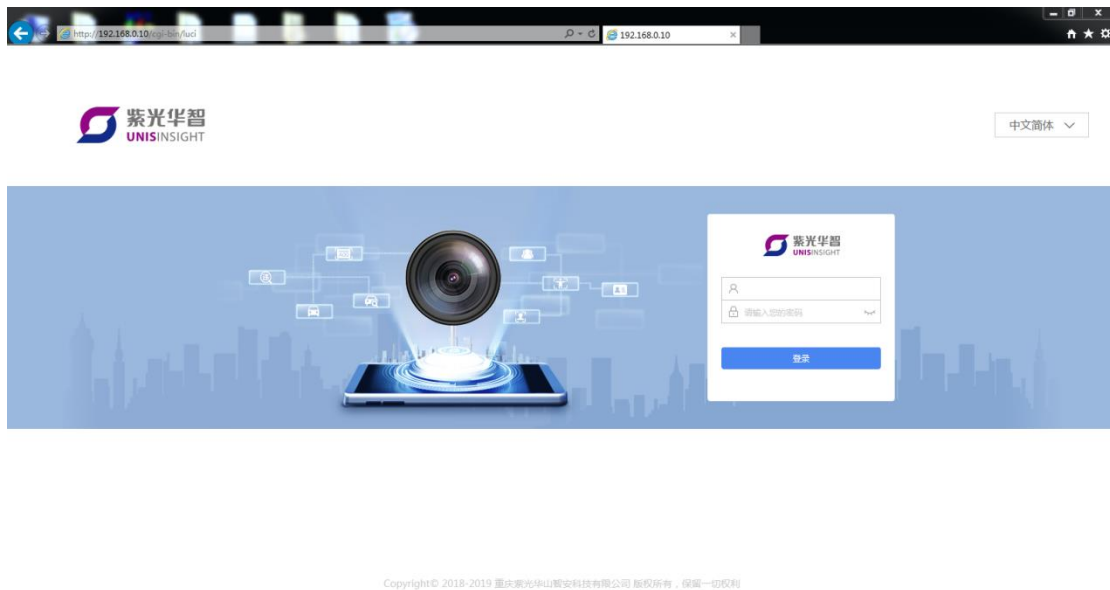 http://192.168.0.10/cgi-bin/luci
192.168.0.10
紫光华智
UNISINSIGHT
中文简体
紫光华智
UNISINSIGHT
请输入您的密码
登录
Copyright© 2018-2019 重庆紫光华山智安科技有限公司 版权所有，保留一切权利